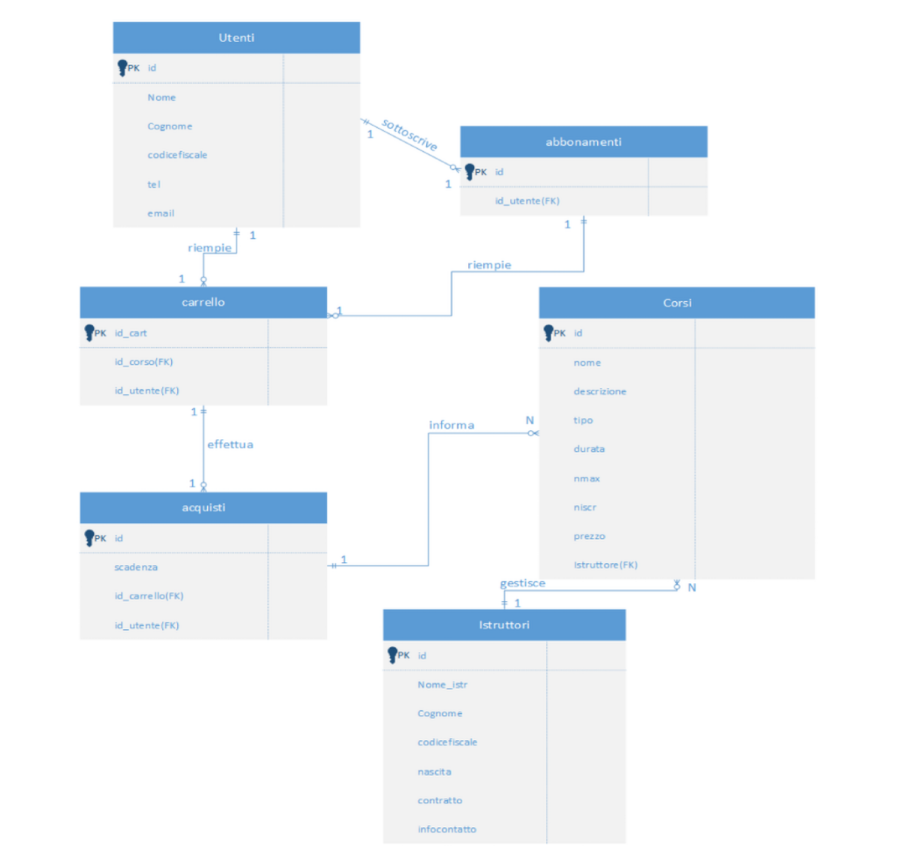 Utenti
PK id
Nome
Cognome
codicefiscale
tel
email
sottoscrive
1
1
abbonamenti
PK id
id_utente(FK)
1
riempie
1
1
riempie
1
carrello
PK id_cart
id_corso(FK)
id_utente(FK)
1
effettua
1
acquisti
PK id
scadenza
id_carrello(FK)
id_utente(FK)
1
informa
N
Corsi
PK id
nome
descrizione
tipo
durata
nmax
niscr
prezzo
Istruttore(FK)
gestisce
N
1
Istruttori
PK id
Nome_istr
Cognome
codicefiscale
nascita
contratto
infocontatto